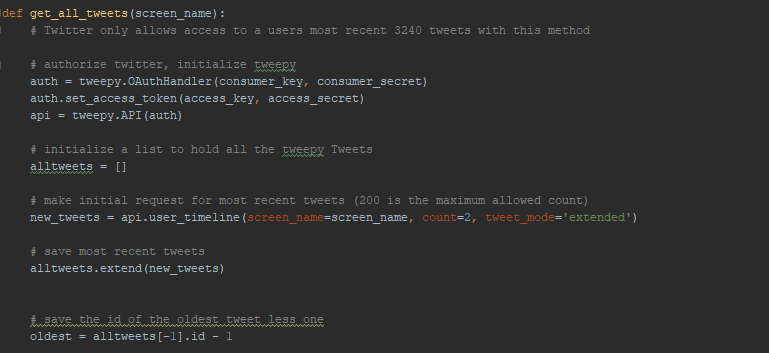 def get_all_tweets(screen_name):
# Twitter only allows access to a users most recent 3240 tweets with this method
# authorize twitter, initialize tweepy
auth = tweepy.OAuthHandler(consumer_key, consumer_secret)
auth.set_access_token(access_key, access_secret)
api = tweepy.API(auth)
# initialize a list to hold all the tweepy Tweets
alltweets = []
# make initial request for most recent tweets (200 is the maximum allowed count)
new_tweets = api.user_timeline(screen_name=screen_name, count=2, tweet_mode='extended')
# save most recent tweets
alltweets.extend(new_tweets)
# save the id of the oldest tweet less one
oldest = alltweets[-1].id - 1